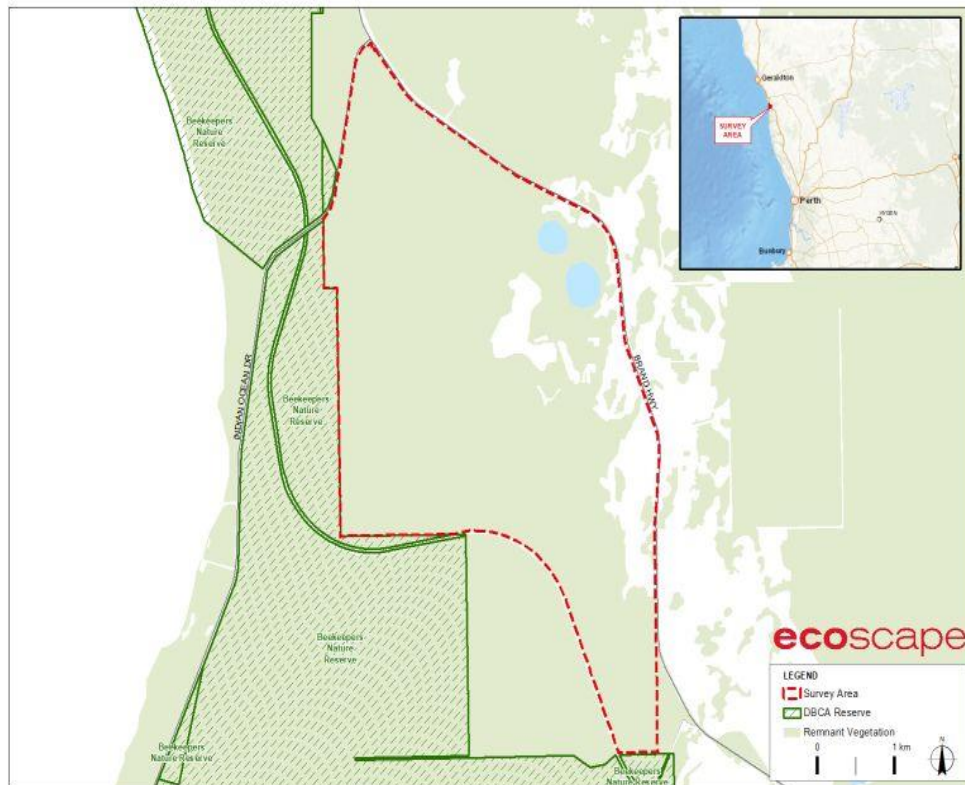 Beekeepers
Nature
Reserve
Geraldton
SURVEY
AREA
Perth
Bunbury
INDIAN OCEAN DR
BRAND HWY
Beekeepers
Nature
Reserve
Beekeepers
Nature
Reserve
Beekeepers
Nature Reserve
Beekeepers
Nature Reserve
ecoscape
LEGEND
Survey Area
DBCA Reserve
Remnant Vegetation
0
1 km
N